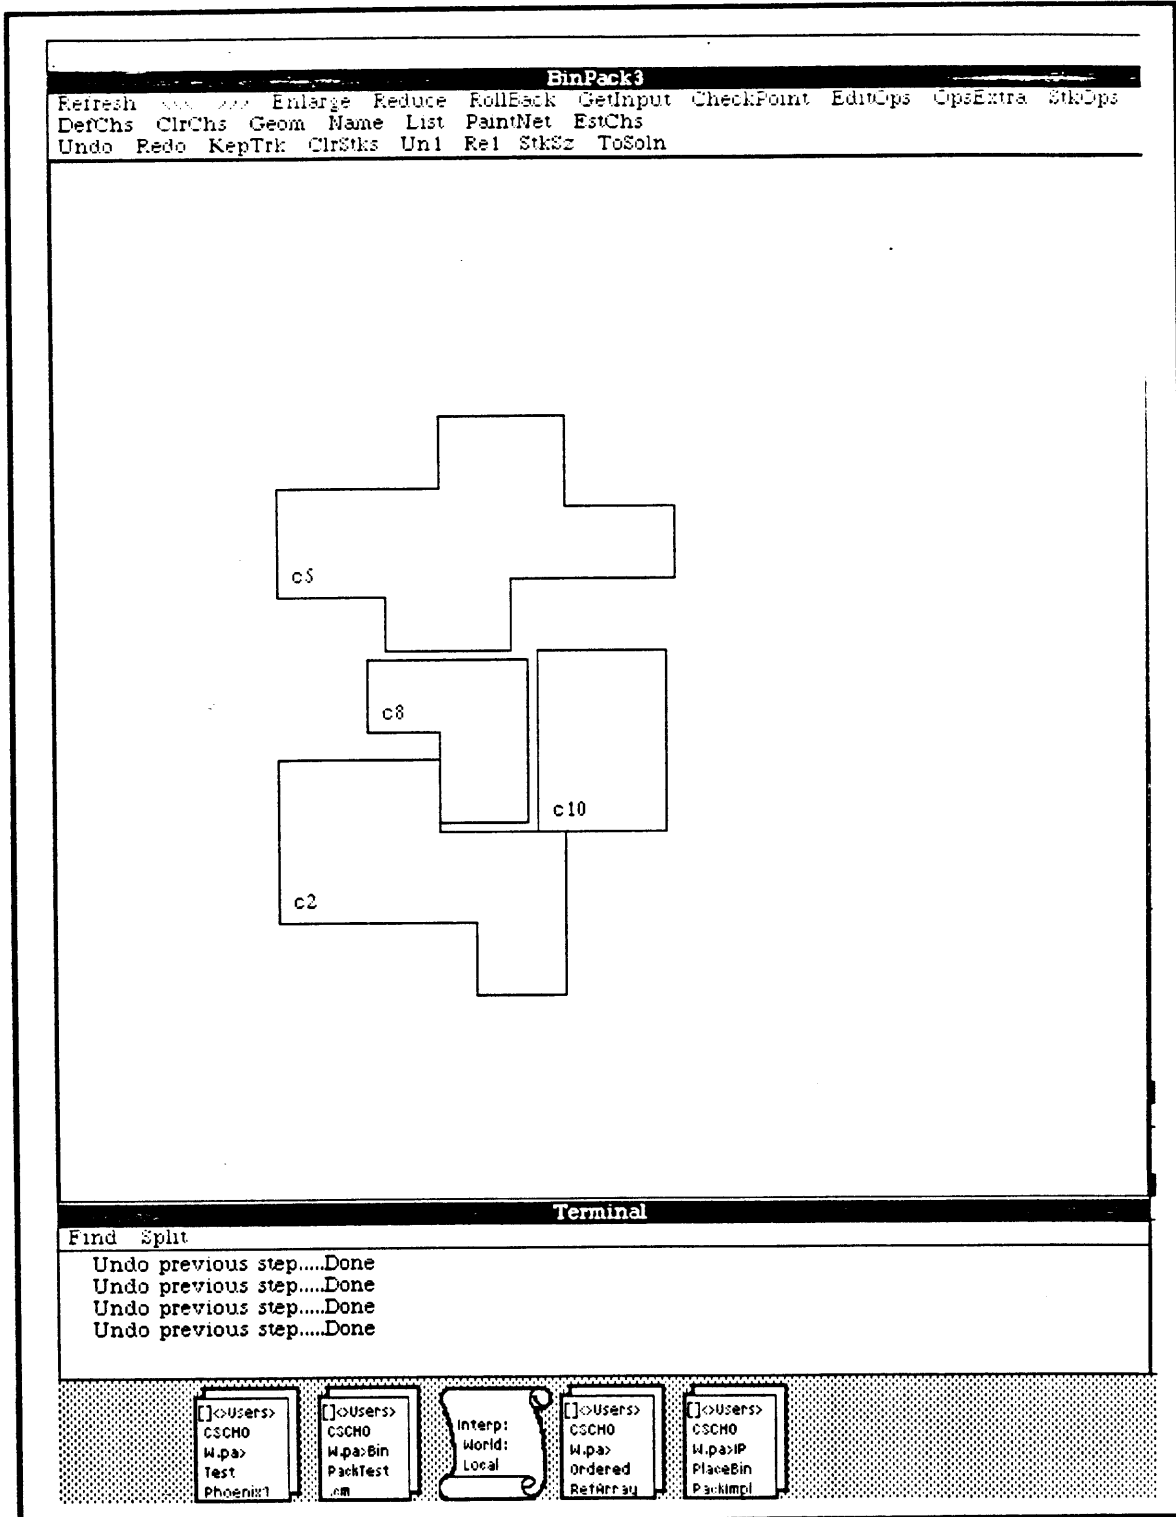 BinPack3
Refresh <<< >>> Enlarge Reduce RollBack GetInput CheckPoint EditOps OpsExtra StkOps
DefChs ClrChs Geom Name List PaintNet EstChs
Undo Redo KepTrk ClrStks Un1 Re1 StkSz ToSoln
c5
c8
c10
c2
Terminal
Find Split
Undo previous step.....Done
Undo previous step.....Done
Undo previous step.....Done
Undo previous step.....Done
[]<>Users>
CSCHO
W.pa>
Test
Phoenix1
[]<>Users>
CSCHO
W.pa>Bin
PackTest
.cm
Interp:
World:
Local
[]<>Users>
CSCHO
W.pa>
Ordered
RefArray
[]<>Users>
CSCHO
W.pa>IP
PlaceBin
PackImpl